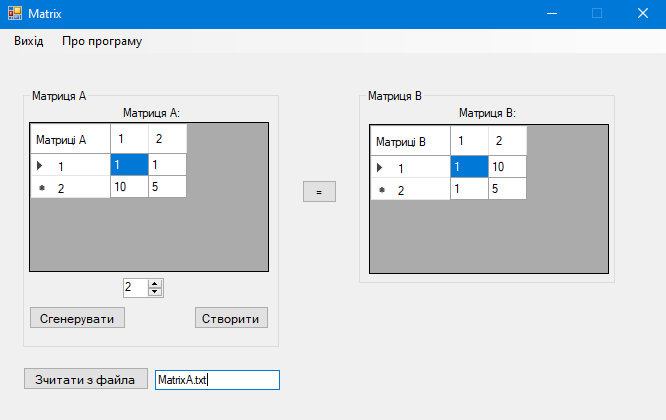 Matrix
Вихід Про програму
Матриця А
Матриця А:
Матриці А 1 2
1 1 1
2 10 5
2
Сгенерувати Створити
=
Матриця В
Матриця В:
Матриці В 1 2
1 1 10
2 1 5
Зчитати з файла MatrixA.txt